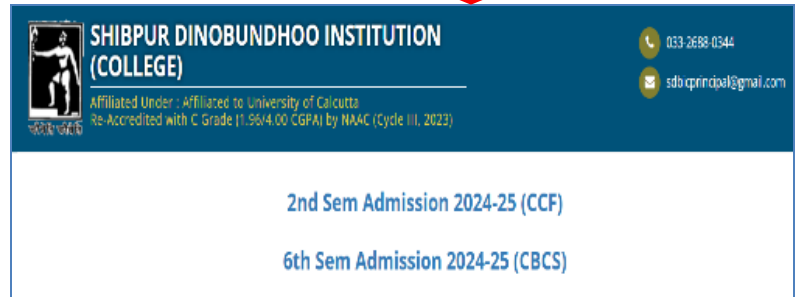 SHIBPUR DINOBUNDHOO INSTITUTION
(COLLEGE)
Affiliated Under : Affiliated to University of Calcutta
Re-Accredited with C Grade (1.96/4.00 CGPA) by NAAC (Cycle III, 2023)
033-2688-0344
sdbicprincipal@gmail.com
2nd Sem Admission 2024-25 (CCF)
6th Sem Admission 2024-25 (CBCS)